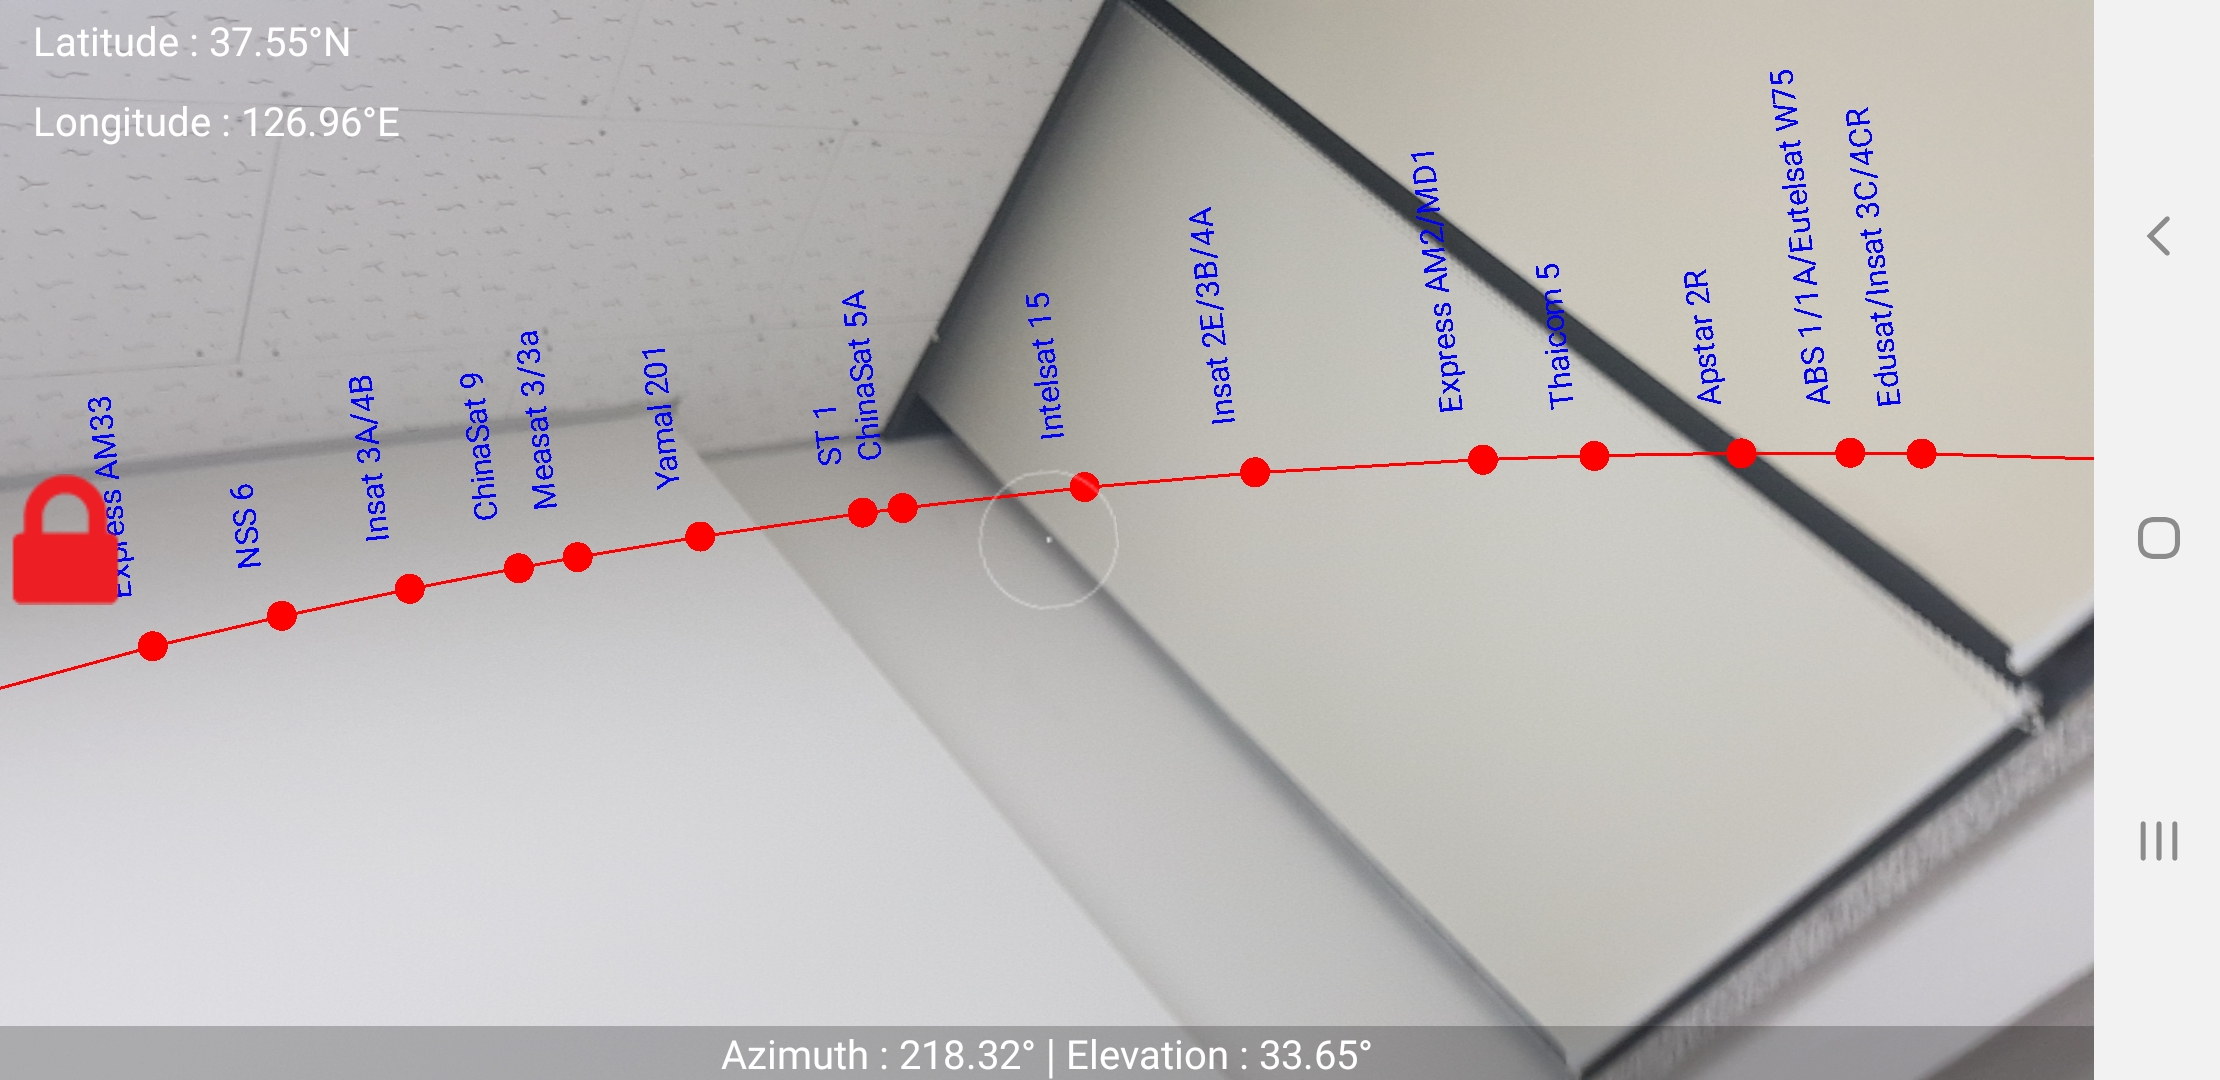 Latitude : 37.55°N
Longitude : 126.96°E
Express AM33
NSS 6
Insat 3A/4B
ChinaSat 9
Measat 3/3a
Yamal 201
ST 1
ChinaSat 5A
Intelsat 15
Insat 2E/3B/4A
Express AM2/MD1
Thaicom 5
Apstar 2R
ABS 1/1A/Eutelsat W75
Edusat/Insat 3C/4CR
Azimuth : 218.32° | Elevation : 33.65°